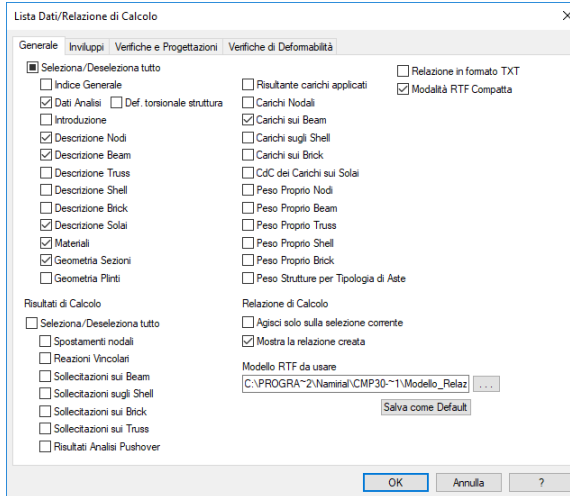 Lista Dati/Relazione di Calcolo
Generale Inviluppi Verifiche e Progettazioni Verifiche di Deformabilità
Seleziona/Deseleziona tutto
Indice Generale
Dati Analisi Def. torsionale struttura
Introduzione
Descrizione Nodi
Descrizione Beam
Descrizione Truss
Descrizione Shell
Descrizione Brick
Descrizione Solai
Materiali
Geometria Sezioni
Geometria Plinti
Risultante carichi applicati
Carichi Nodali
Carichi sui Beam
Carichi sugli Shell
Carichi sui Brick
CdC dei Carichi sui Solai
Peso Proprio Nodi
Peso Proprio Beam
Peso Proprio Truss
Peso Proprio Shell
Peso Proprio Brick
Peso Strutture per Tipologia di Aste
Relazione in formato TXT
Modalità RTF Compatta
Risultati di Calcolo
Seleziona/Deseleziona tutto
Spostamenti nodali
Reazioni Vincolari
Sollecitazioni sui Beam
Sollecitazioni sugli Shell
Sollecitazioni sui Brick
Sollecitazioni sui Truss
Risultati Analisi Pushover
Relazione di Calcolo
Agisci solo sulla selezione corrente
Mostra la relazione creata
Modello RTF da usare
C:\PROGRA~2\Namirial\CMP30-~1\Modello_Relaz ...
Salva come Default
OK Annulla ?